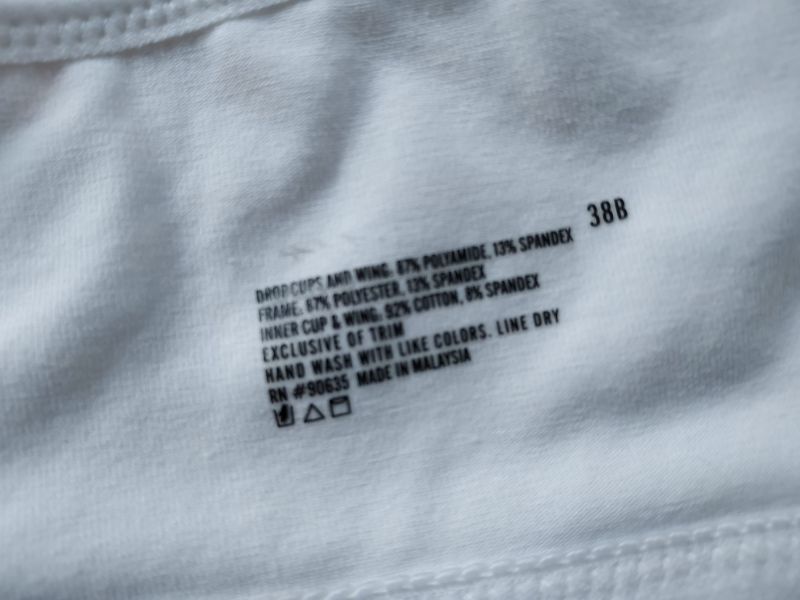 38B
DROP CUPS AND WING, 87% POLYAMIDE, 13% SPANDEX
FRAME, 87% POLYESTER, 13% SPANDEX
INNER CUP & WING, 92% COTTON, 8% SPANDEX
EXCLUSIVE OF TRIM
HAND WASH WITH LIKE COLORS. LINE DRY
RN #90635 MADE IN MALAYSIA